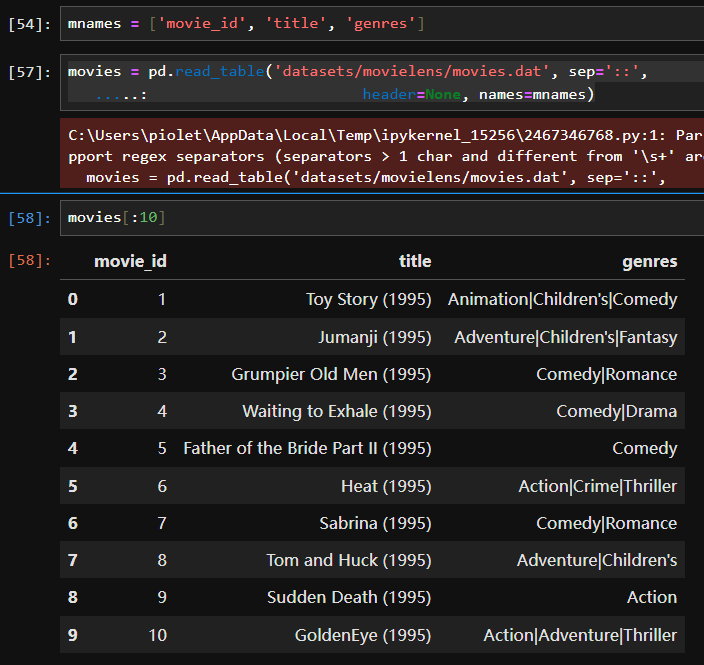 [54]: mnames = ['movie_id', 'title', 'genres']
[57]: movies = pd.read_table('datasets/movielens/movies.dat', sep='::',
.....: header=None, names=mnames)
C:\Users\piolet\AppData\Local\Temp\ipykernel_15256\2467346768.py:1: Par
pport regex separators (separators > 1 char and different from '\s+' ar
movies = pd.read_table('datasets/movielens/movies.dat', sep='::',
[58]: movies[:10]
[58]: movie_id title genres
0 1 Toy Story (1995) Animation|Children's|Comedy
1 2 Jumanji (1995) Adventure|Children's|Fantasy
2 3 Grumpier Old Men (1995) Comedy|Romance
3 4 Waiting to Exhale (1995) Comedy|Drama
4 5 Father of the Bride Part II (1995) Comedy
5 6 Heat (1995) Action|Crime|Thriller
6 7 Sabrina (1995) Comedy|Romance
7 8 Tom and Huck (1995) Adventure|Children's
8 9 Sudden Death (1995) Action
9 10 GoldenEye (1995) Action|Adventure|Thriller